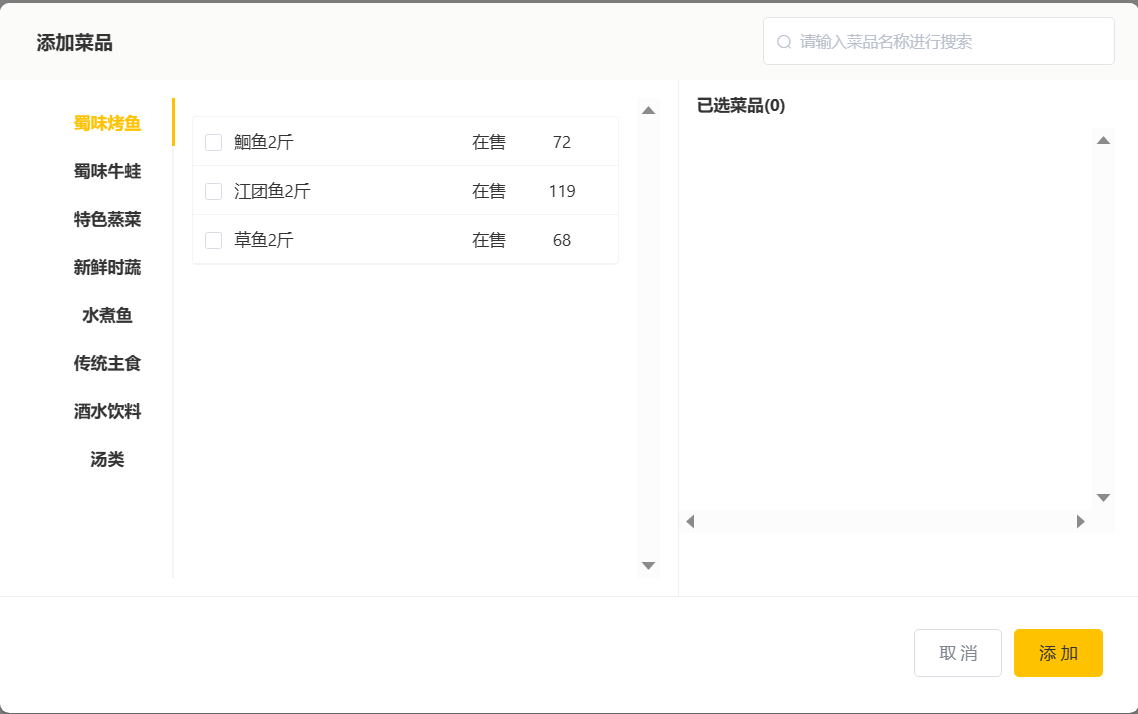 添加菜品
请输入菜品名称进行搜索
蜀味烤鱼
蜀味牛蛙
特色蒸菜
新鲜时蔬
水煮鱼
传统主食
酒水饮料
汤类
鮰鱼2斤 在售 72
江团鱼2斤 在售 119
草鱼2斤 在售 68
已选菜品(0)
取消
添加